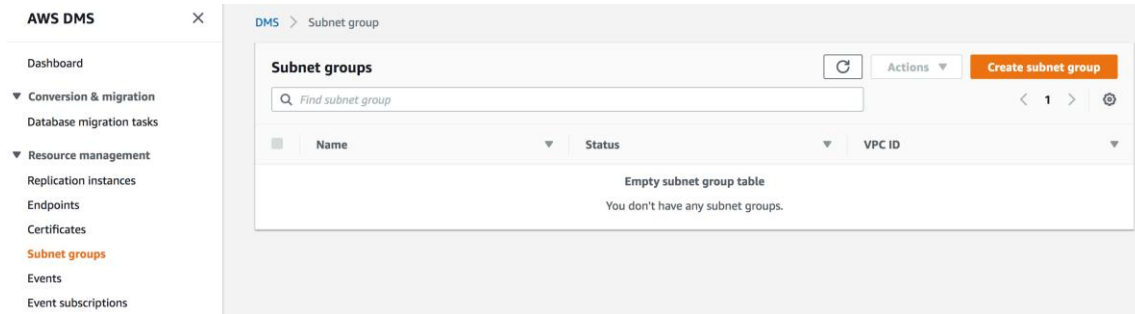 AWS DMS
Dashboard
Conversion & migration
Database migration tasks
Resource management
Replication instances
Endpoints
Certificates
Subnet groups
Events
Event subscriptions
DMS > Subnet group
Subnet groups
Actions
Create subnet group
Find subnet group
1
Name Status VPC ID
Empty subnet group table
You don't have any subnet groups.